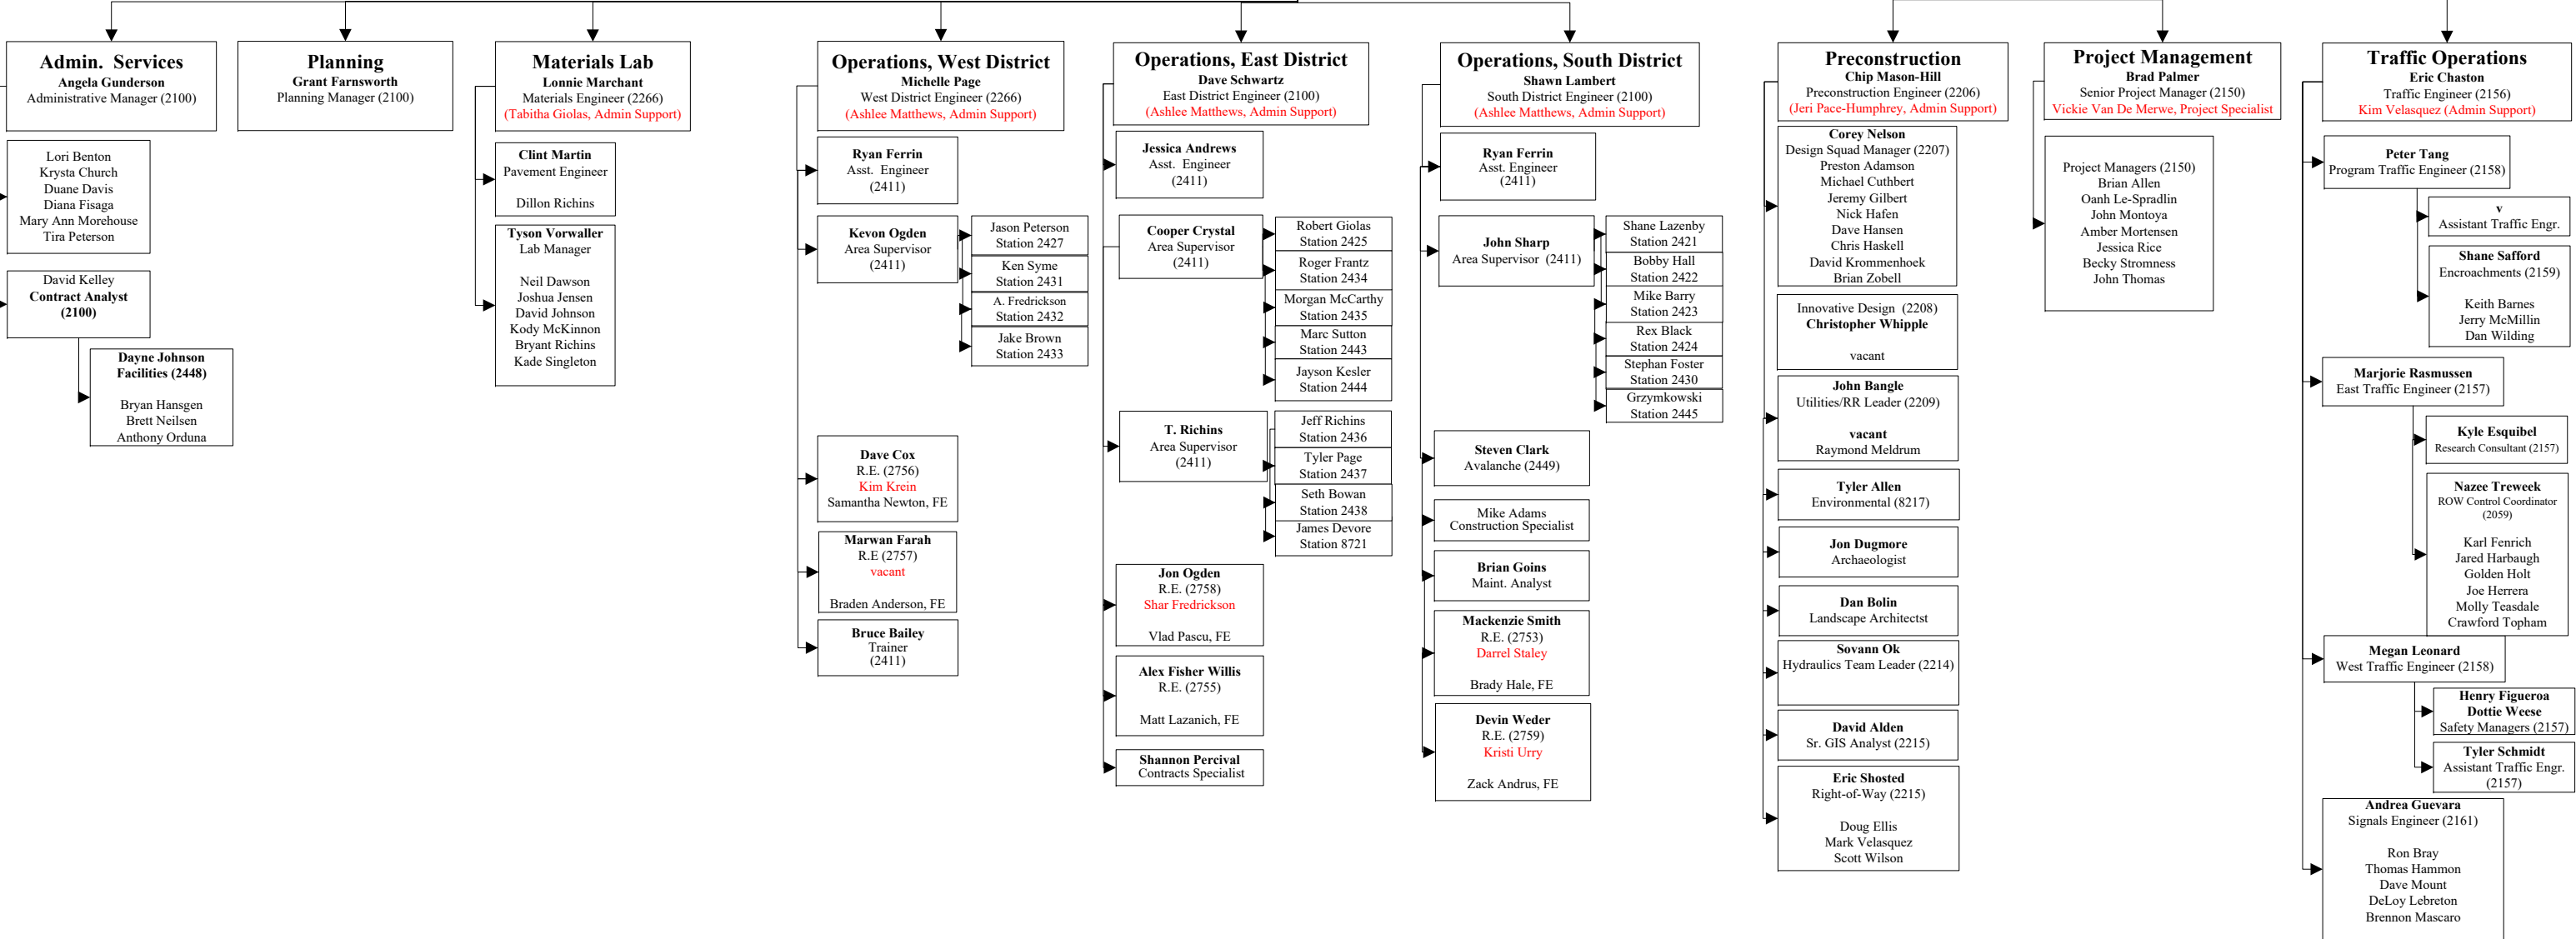 Admin. Services
Angela Gunderson
Administrative Manager (2100)
Lori Benton
Krysta Church
Duane Davis
Diana Fisaga
Mary Ann Morehouse
Tira Peterson
David Kelley
Contract Analyst
(2100)
Dayne Johnson
Facilities (2448)
Bryan Hansgen
Brett Neilsen
Anthony Orduna
Planning
Grant Farnsworth
Planning Manager (2100)
Materials Lab
Lonnie Marchant
Materials Engineer (2266)
(Tabitha Giolas, Admin Support)
Clint Martin
Pavement Engineer
Dillon Richins
Tyson Vorwaller
Lab Manager
Neil Dawson
Joshua Jensen
David Johnson
Kody McKinnon
Bryant Richins
Kade Singleton
Operations, West District
Michelle Page
West District Engineer (2266)
(Ashlee Matthews, Admin Support)
Ryan Ferrin
Asst. Engineer
(2411)
Kevon Ogden
Area Supervisor
(2411)
Jason Peterson
Station 2427
Ken Syme
Station 2431
A. Fredrickson
Station 2432
Jake Brown
Station 2433
Dave Cox
R.E. (2756)
Kim Krein
Samantha Newton, FE
Marwan Farah
R.E (2757)
vacant
Braden Anderson, FE
Bruce Bailey
Trainer
(2411)
Operations, East District
Dave Schwartz
East District Engineer (2100)
(Ashlee Matthews, Admin Support)
Jessica Andrews
Asst. Engineer
(2411)
Cooper Crystal
Area Supervisor
(2411)
Robert Giolas
Station 2425
Roger Frantz
Station 2434
Morgan McCarthy
Station 2435
Marc Sutton
Station 2443
Jayson Kesler
Station 2444
T. Richins
Area Supervisor
(2411)
Jeff Richins
Station 2436
Tyler Page
Station 2437
Seth Bowan
Station 2438
James Devore
Station 8721
Jon Ogden
R.E. (2758)
Shar Fredrickson
Vlad Pascu, FE
Alex Fisher Willis
R.E. (2755)
Matt Lazanich, FE
Shannon Percival
Contracts Specialist
Operations, South District
Shawn Lambert
South District Engineer (2100)
(Ashlee Matthews, Admin Support)
Ryan Ferrin
Asst. Engineer
(2411)
John Sharp
Area Supervisor (2411)
Shane Lazenby
Station 2421
Bobby Hall
Station 2422
Mike Barry
Station 2423
Rex Black
Station 2424
Stephan Foster
Station 2430
Grzymkowski
Station 2445
Steven Clark
Avalanche (2449)
Mike Adams
Construction Specialist
Brian Goins
Maint. Analyst
Mackenzie Smith
R.E. (2753)
Darrel Staley
Brady Hale, FE
Devin Weder
R.E. (2759)
Kristi Urry
Zack Andrus, FE
Preconstruction
Chip Mason-Hill
Preconstruction Engineer (2206)
(Jeri Pace-Humphrey, Admin Support)
Corey Nelson
Design Squad Manager (2207)
Preston Adamson
Michael Cuthbert
Jeremy Gilbert
Nick Hafen
Dave Hansen
Chris Haskell
David Krommenhoek
Brian Zobell
Innovative Design (2208)
Christopher Whipple
vacant
John Bangle
Utilities/RR Leader (2209)
vacant
Raymond Meldrum
Tyler Allen
Environmental (8217)
Jon Dugmore
Archaeologist
Dan Bolin
Landscape Architectst
Sovann Ok
Hydraulics Team Leader (2214)
David Alden
Sr. GIS Analyst (2215)
Eric Shosted
Right-of-Way (2215)
Doug Ellis
Mark Velasquez
Scott Wilson
Project Management
Brad Palmer
Senior Project Manager (2150)
Vickie Van De Merwe, Project Specialist
Project Managers (2150)
Brian Allen
Oanh Le-Spradlin
John Montoya
Amber Mortensen
Jessica Rice
Becky Stromness
John Thomas
Traffic Operations
Eric Chaston
Traffic Engineer (2156)
Kim Velasquez (Admin Support)
Peter Tang
Program Traffic Engineer (2158)
v
Assistant Traffic Engr.
Shane Safford
Encroachments (2159)
Keith Barnes
Jerry McMillin
Dan Wilding
Marjorie Rasmussen
East Traffic Engineer (2157)
Kyle Esquibel
Research Consultant (2157)
Nazee Treweek
ROW Control Coordinator
(2059)
Karl Fenrich
Jared Harbaugh
Golden Holt
Joe Herrera
Molly Teasdale
Crawford Topham
Megan Leonard
West Traffic Engineer (2158)
Henry Figueroa
Dottie Weese
Safety Managers (2157)
Tyler Schmidt
Assistant Traffic Engr.
(2157)
Andrea Guevara
Signals Engineer (2161)
Ron Bray
Thomas Hammon
Dave Mount
DeLoy Lebreton
Brennon Mascaro